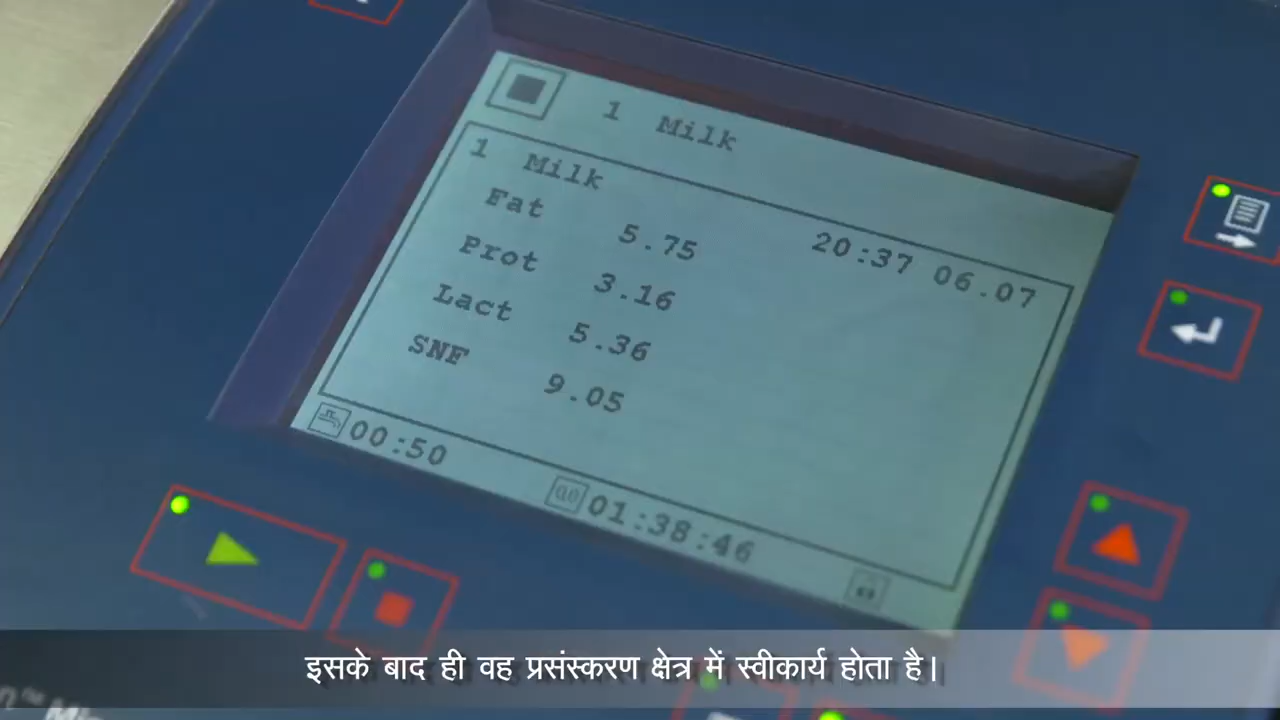 1 Milk
1 Milk
20:37 06.07
Fat 5.75
Prot 3.16
Lact 5.36
SNF 9.05
00:50
01:38:46
इसके बाद ही वह प्रसंस्करण क्षेत्र में स्वीकार्य होता है।